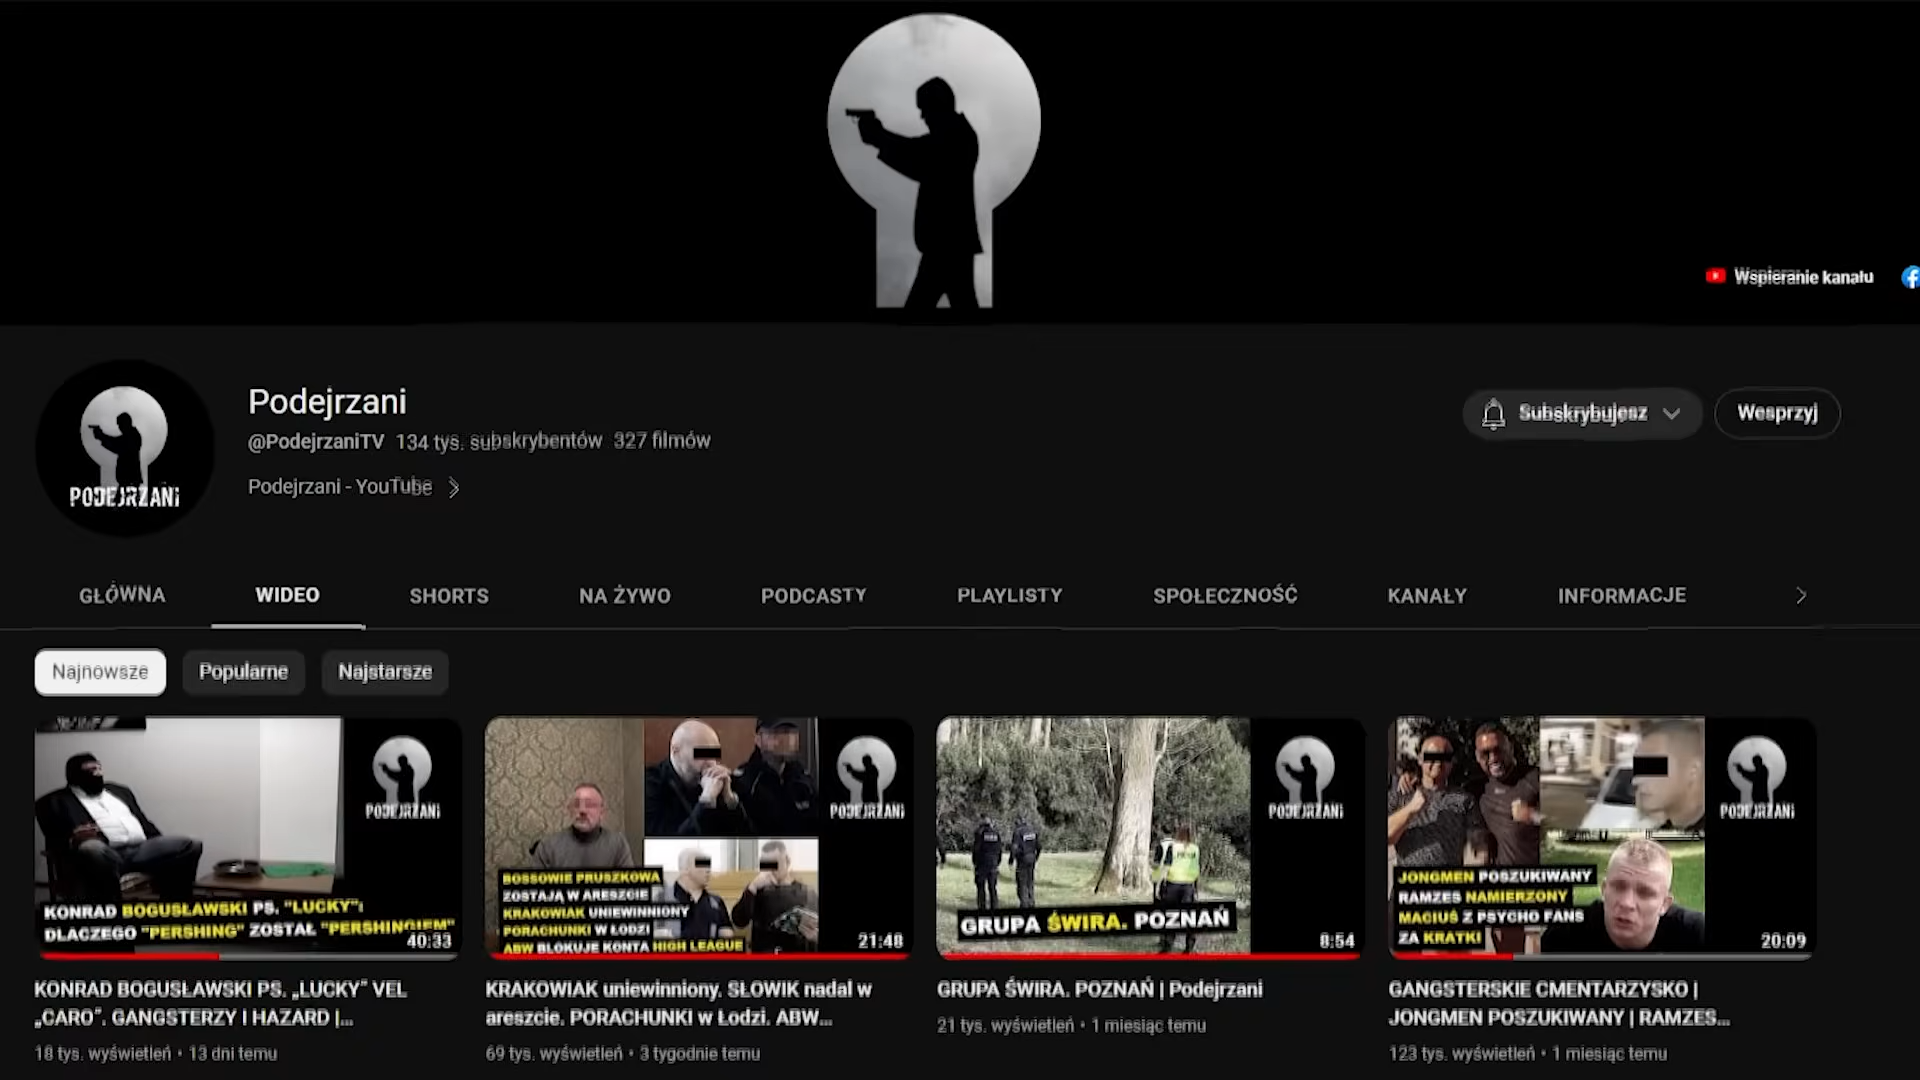 Wspieranie kanału
Podejrzani
@PodejrzaniTV 134 tys. subskrybentów 327 filmów
Podejrzani - YouTube
Subskrybujesz
Wesprzyj
PODEJRZANI
GŁÓWNA WIDEO SHORTS NA ŻYWO PODCASTY PLAYLISTY SPOŁECZNOŚĆ KANAŁY INFORMACJE
Najnowsze Popularne Najstarsze
PODEJRZANI
KONRAD BOGUSŁAWSKI PS. "LUCKY":
DLACZEGO "PERSHING" ZOSTAŁ "PERSHINGIEM"
40:33
PODEJRZANI
BOSSOWIE PRUSZKOWA
ZOSTAJĄ W ARESZCIE
KRAKOWIAK UNIEWINNIONY
PORACHUNKI W ŁODZI
ABW BLOKUJE KONTA HIGH LEAGUE
21:48
PODEJRZANI
GRUPA ŚWIRA. POZNAŃ
8:54
PODEJRZANI
JONGMEN POSZUKIWANY
RAMZES NAMIERZONY
MACIUŚ Z PSYCHO FANS
ZA KRATKI
20:09
KONRAD BOGUSŁAWSKI PS. „LUCKY” VEL
„CARO”. GANGSTERZY I HAZARD |...
18 tys. wyświetleń • 13 dni temu
KRAKOWIAK uniewinniony. SŁOWIK nadal w
areszcie. PORACHUNKI w Łodzi. ABW...
69 tys. wyświetleń • 3 tygodnie temu
GRUPA ŚWIRA. POZNAŃ | Podejrzani
21 tys. wyświetleń • 1 miesiąc temu
GANGSTERSKIE CMENTARZYSKO |
JONGMEN POSZUKIWANY | RAMZES...
123 tys. wyświetleń • 1 miesiąc temu